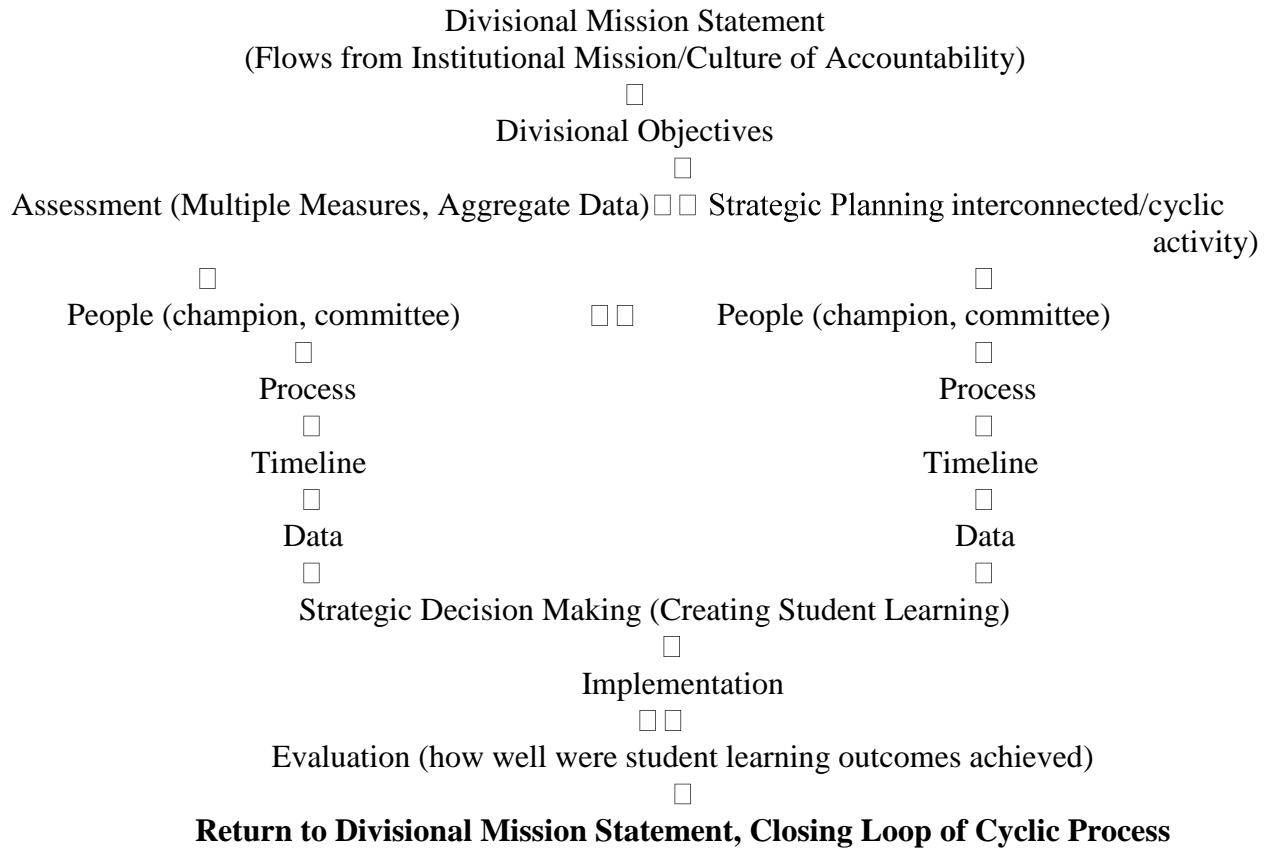 Divisional Mission Statement
(Flows from Institutional Mission/Culture of Accountability)
□
Divisional Objectives
□
Assessment (Multiple Measures, Aggregate Data)□□ Strategic Planning interconnected/cyclic
activity)
□ □
People (champion, committee) □□ People (champion, committee)
□ □
Process Process
□ □
Timeline Timeline
□ □
Data Data
□ □
Strategic Decision Making (Creating Student Learning)
□
Implementation
□□
Evaluation (how well were student learning outcomes achieved)
□
Return to Divisional Mission Statement, Closing Loop of Cyclic Process